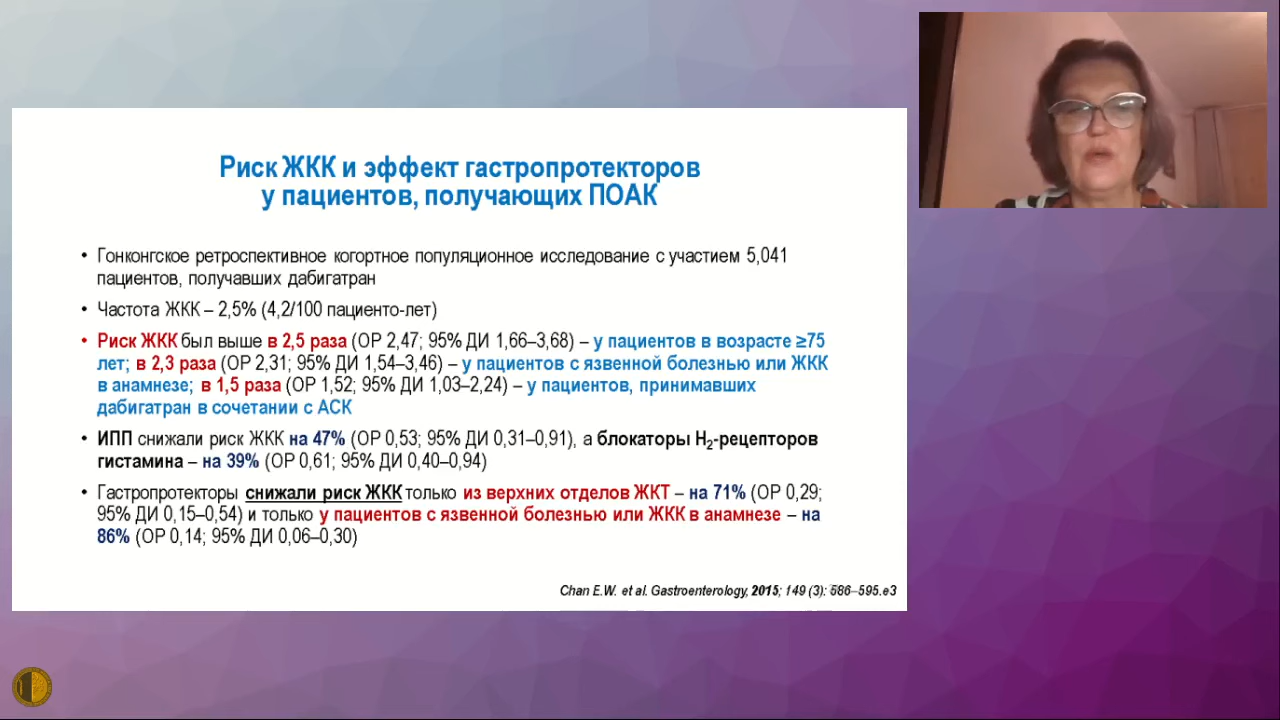 Риск ЖКК и эффект гастропротекторов
у пациентов, получающих ПОАК
• Гонконгское ретроспективное когортное популяционное исследование с участием 5,041
пациентов, получавших дабигатран
• Частота ЖКК – 2,5% (4,2/100 пациенто-лет)
• Риск ЖКК был выше в 2,5 раза (ОР 2,47; 95% ДИ 1,66–3,68) – у пациентов в возрасте ≥75
лет; в 2,3 раза (ОР 2,31; 95% ДИ 1,54–3,46) – у пациентов с язвенной болезнью или ЖКК
в анамнезе; в 1,5 раза (ОР 1,52; 95% ДИ 1,03–2,24) – у пациентов, принимавших
дабигатран в сочетании с АСК
• ИПП снижали риск ЖКК на 47% (ОР 0,53; 95% ДИ 0,31–0,91), а блокаторы H₂-рецепторов
гистамина – на 39% (ОР 0,61; 95% ДИ 0,40–0,94)
• Гастропротекторы снижали риск ЖКК только из верхних отделов ЖКТ – на 71% (ОР 0,29;
95% ДИ 0,15–0,54) и только у пациентов с язвенной болезнью или ЖКК в анамнезе – на
86% (ОР 0,14; 95% ДИ 0,06–0,30)
Chan E.W. et al. Gastroenterology, 2015; 149 (3): 586–595.e3